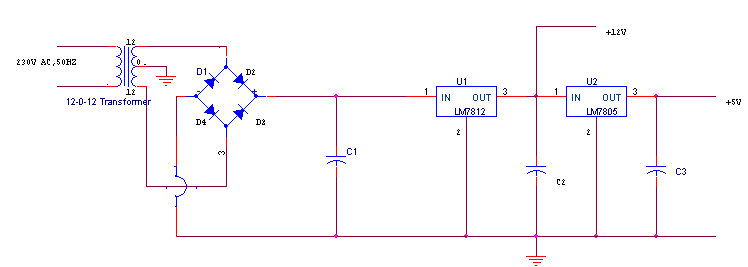 12
+12V
230V AC,50HZ
0
D1
D2
U1
U2
-
+
1
IN
OUT
3
1
IN
OUT
3
12
12-0-12 Transformer
LM7812
LM7805
+5V
D4
D3
2
2
3
C1
C2
C3